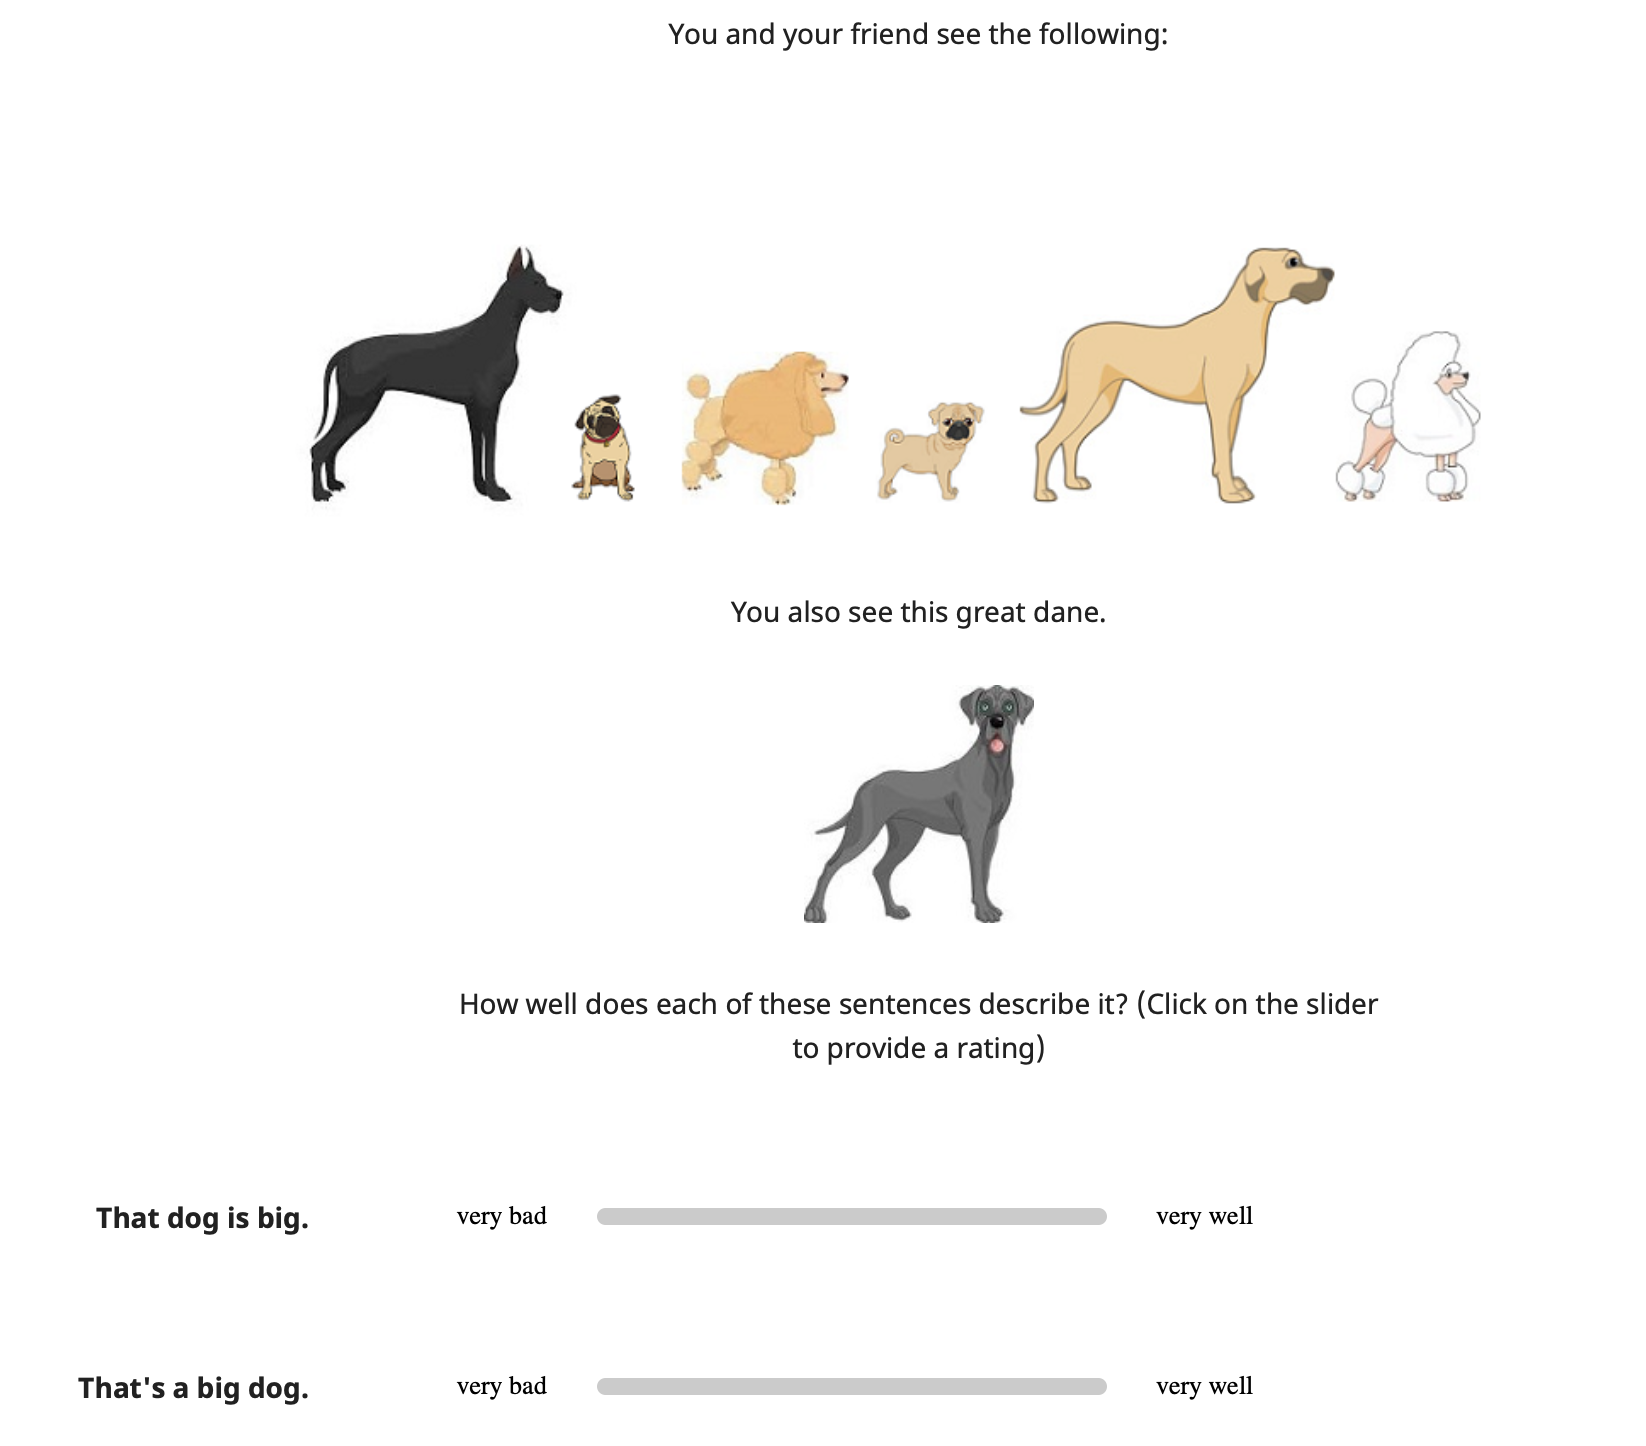 You and your friend see the following:
You also see this great dane.
How well does each of these sentences describe it? (Click on the slider
to provide a rating)
That dog is big. very bad very well
That's a big dog. very bad very well